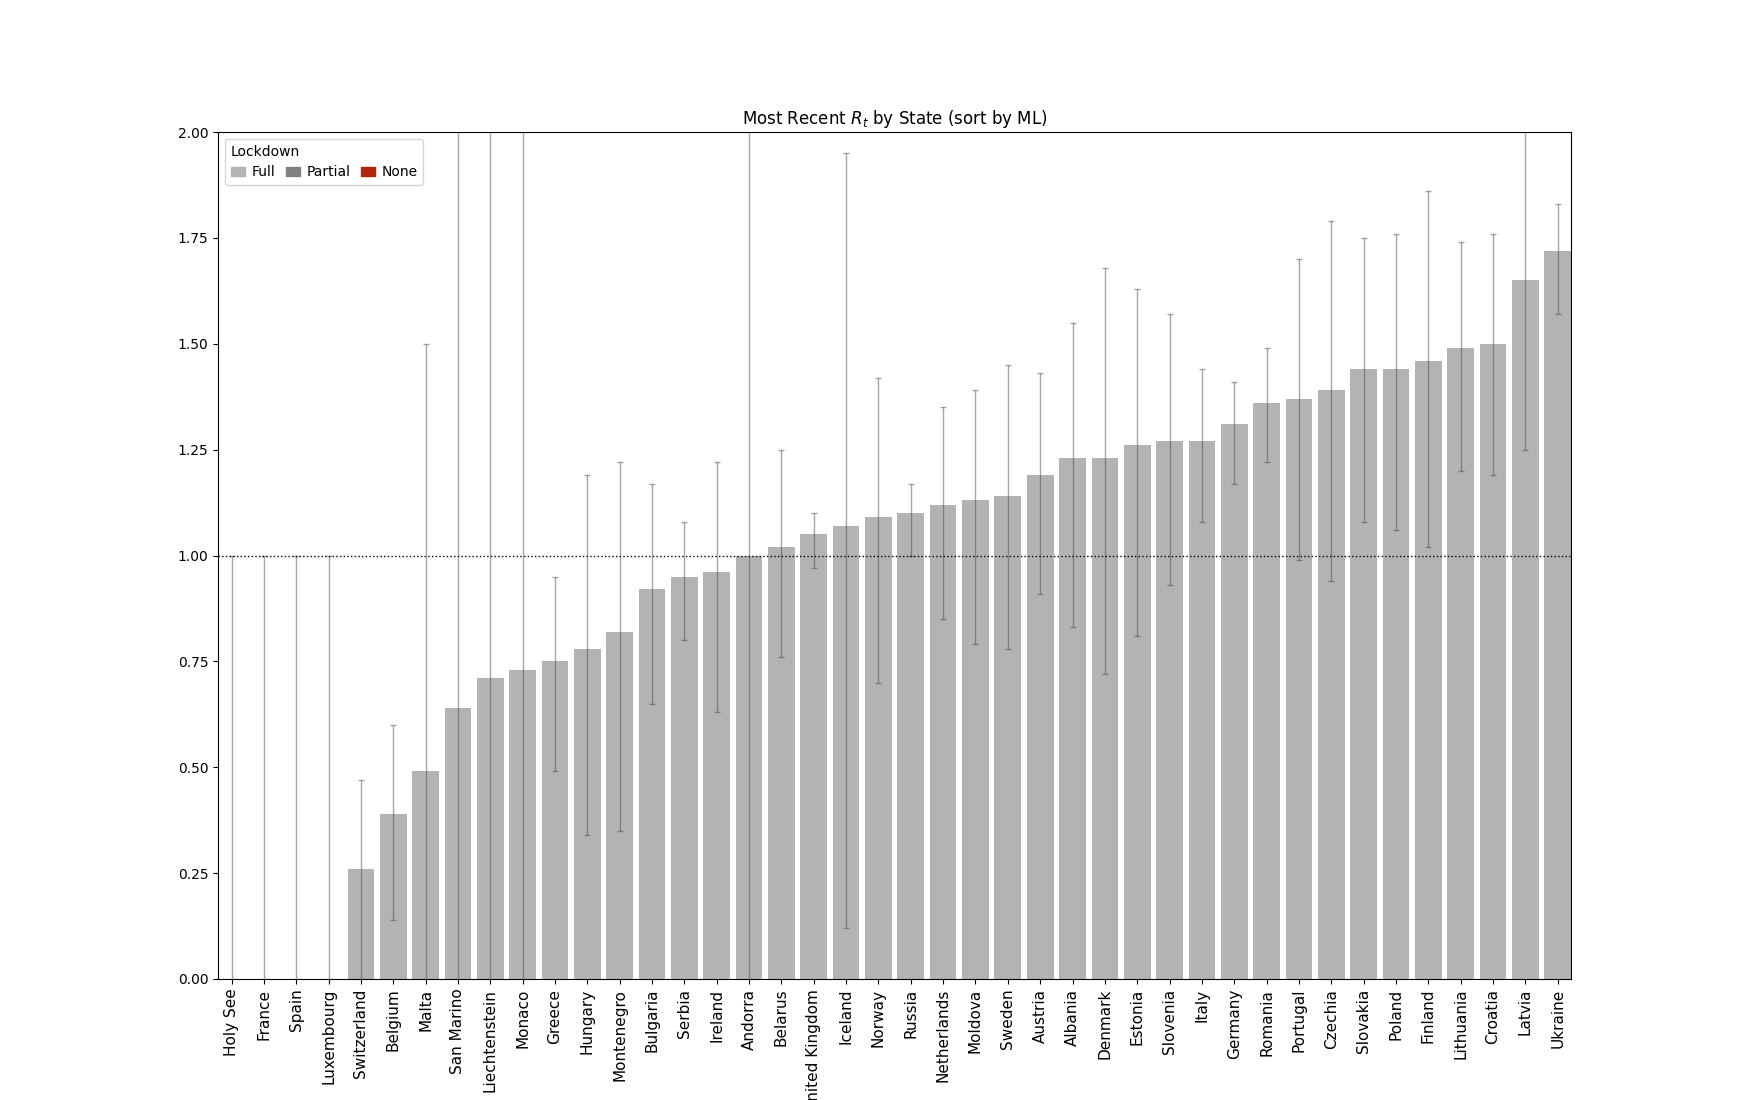 Most Recent Rt by State (sort by ML)
2.00
Lockdown
Full Partial None
1.75
1.50
1.25
1.00
0.75
0.50
0.25
0.00
Holy See
France
Spain
Luxembourg
Switzerland
Belgium
Malta
San Marino
Liechtenstein
Monaco
Greece
Hungary
Montenegro
Bulgaria
Serbia
Ireland
Andorra
Belarus
nited Kingdom
Iceland
Norway
Russia
Netherlands
Moldova
Sweden
Austria
Albania
Denmark
Estonia
Slovenia
Italy
Germany
Romania
Portugal
Czechia
Slovakia
Poland
Finland
Lithuania
Croatia
Latvia
Ukraine